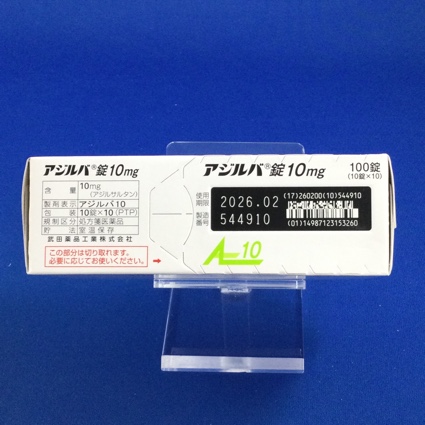 アジルバ®錠10mg
含 量 10mg
(アジルサルタン)
製剤表示 アジルバ10
包 装 10錠×10(PTP)
規制区分 処方箋医薬品
貯 法 室温保存
武田薬品工業株式会社
この部分は切り取れます。
必要に応じてお使いください。 →
アジルバ®錠10mg
100錠
(10錠×10)
使用
期限 2026.02
製造
番号 544910
(17)260200(10)544910
(01)14987123153260
10